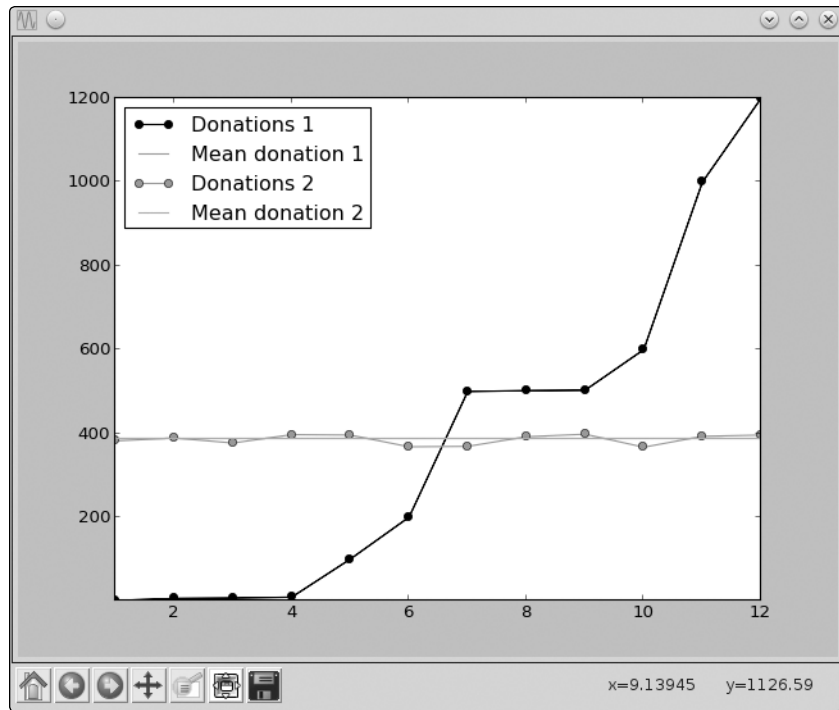 1200
1000
800
600
400
200
Donations 1
Mean donation 1
Donations 2
Mean donation 2
2 4 6 8 10 12
x=9.13945 y=1126.59